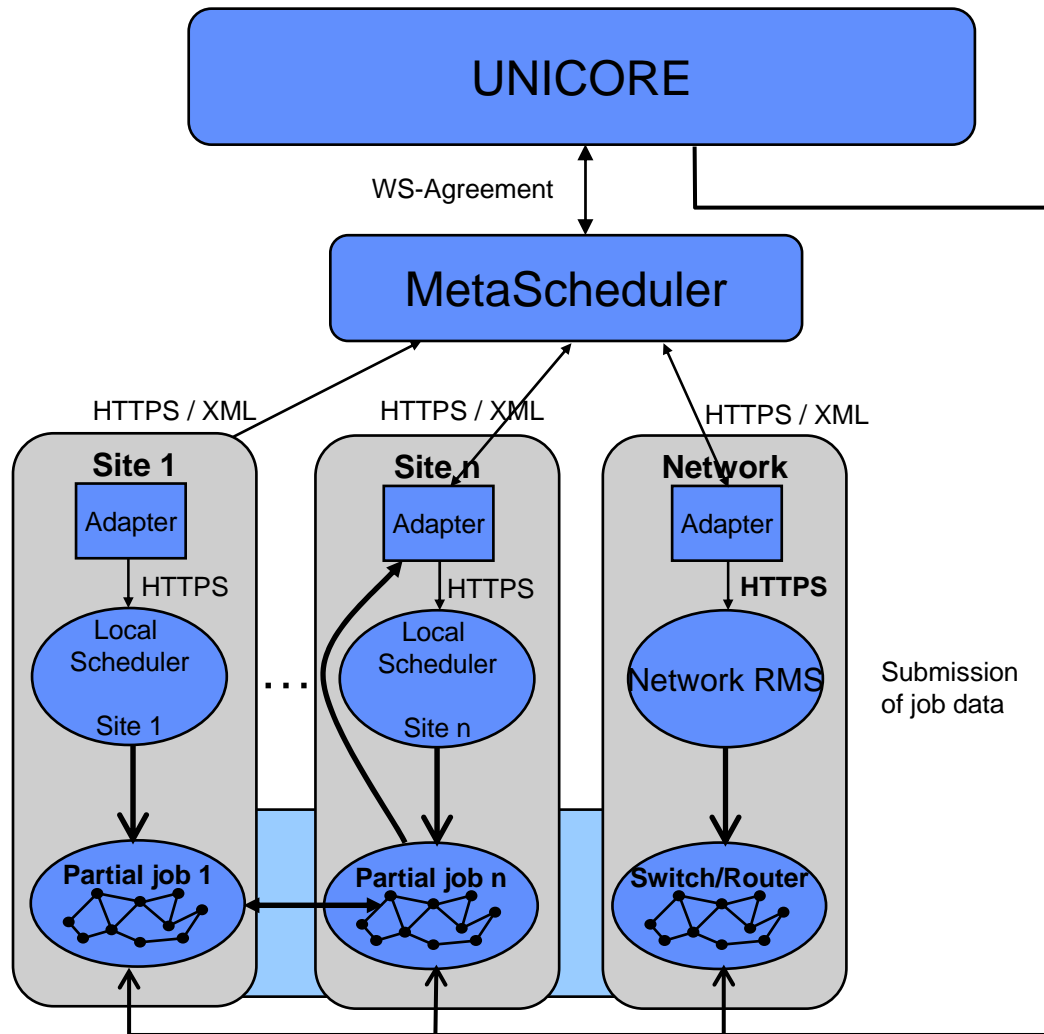 UNICORE
WS-Agreement
MetaScheduler
HTTPS / XML
HTTPS / XML
HTTPS / XML
Site 1
Adapter
HTTPS
Local
Scheduler
Site 1
Partial job 1
...
Site n
Adapter
HTTPS
Local
Scheduler
Site n
Partial job n
Network
Adapter
HTTPS
Network RMS
Switch/Router
Submission
of job data